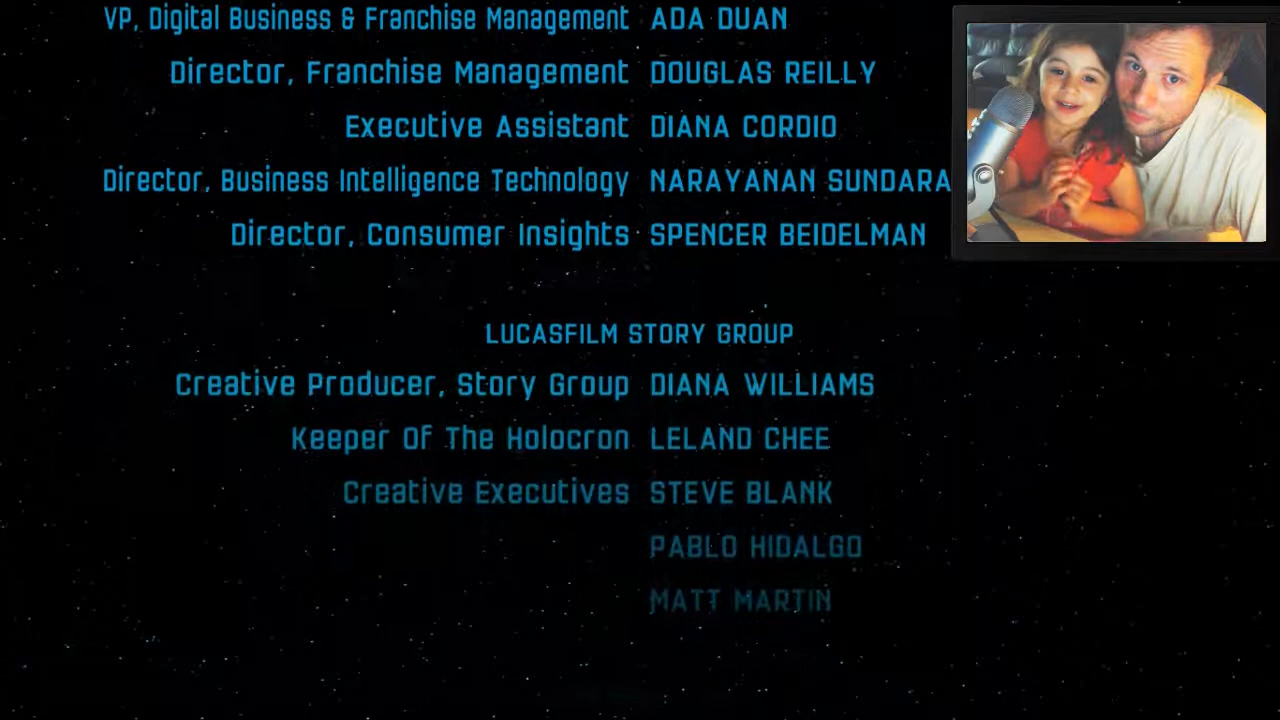 VP, Digital Business & Franchise Management ADA DUAN
Director, Franchise Management DOUGLAS REILLY
Executive Assistant DIANA CORDIO
Director, Business Intelligence Technology NARAYANAN SUNDARA
Director, Consumer Insights SPENCER BEIDELMAN
LUCASFILM STORY GROUP
Creative Producer, Story Group DIANA WILLIAMS
Keeper Of The Holocron LELAND CHEE
Creative Executives STEVE BLANK
PABLO HIDALGO
MATT MARTIN